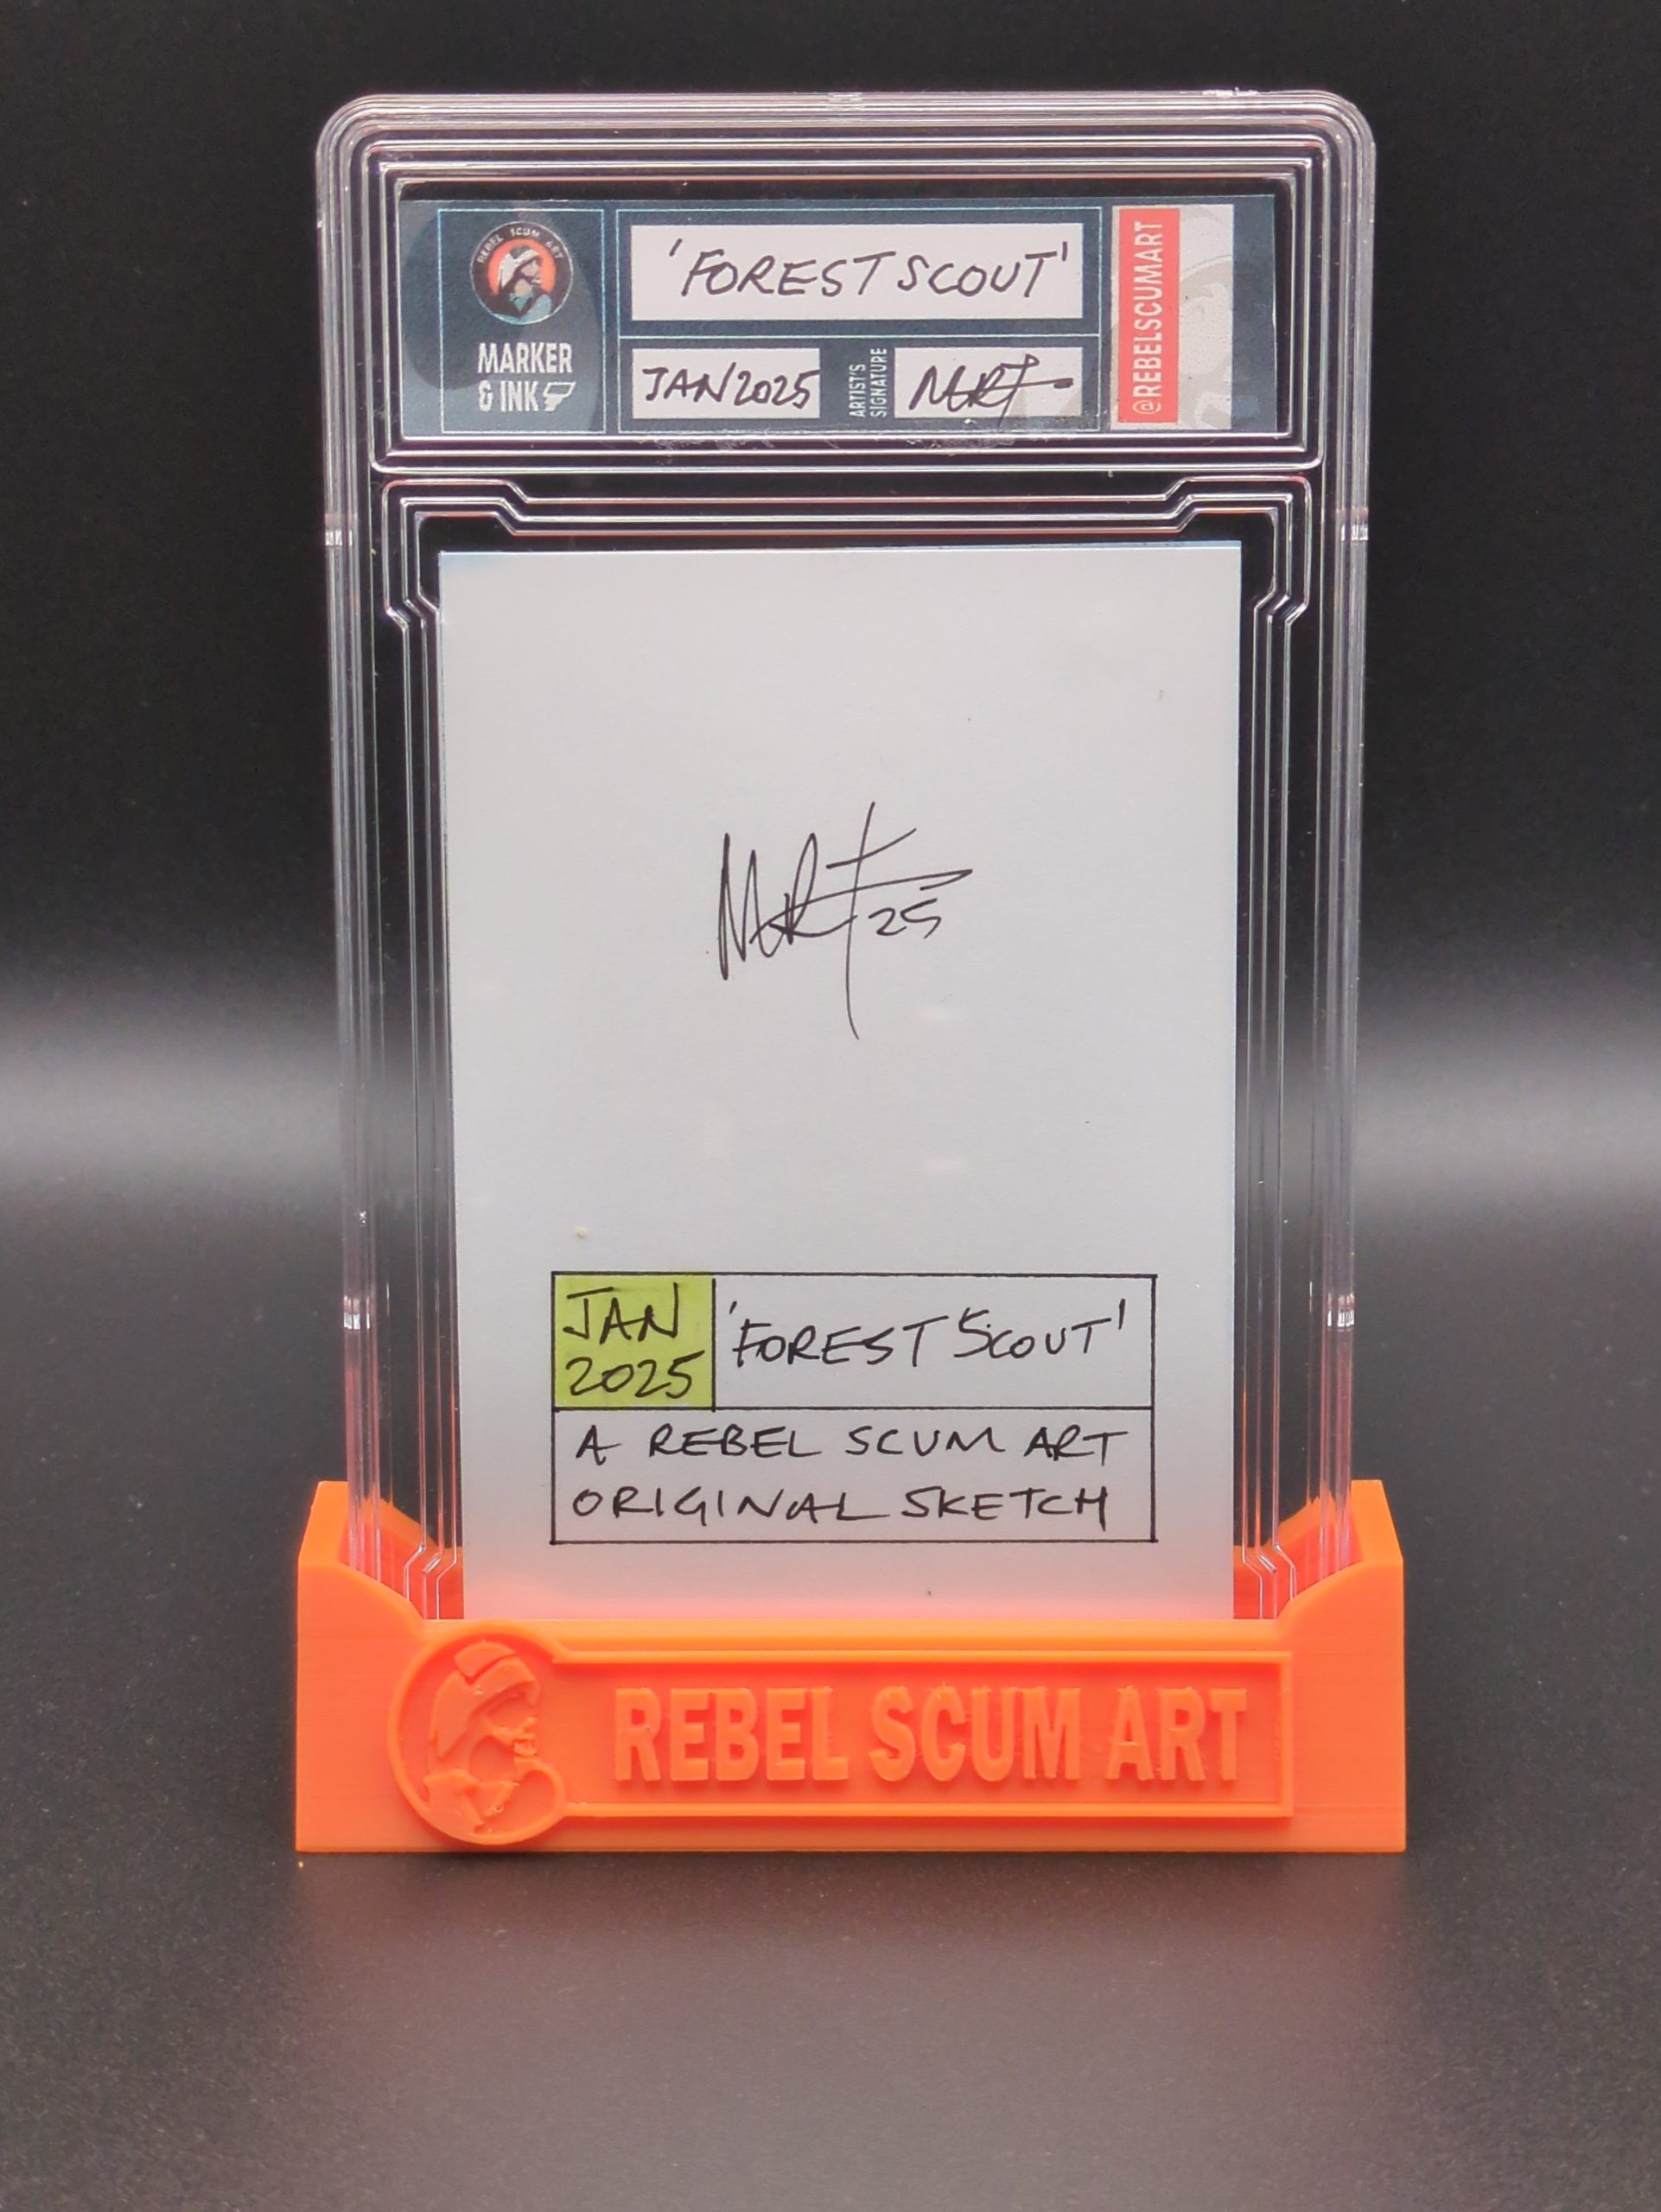 REBEL SCUM ART
MARKER
& INK
'FOREST SCOUT'
JAN 2025
ARTIST'S
SIGNATURE
@REBELSCUMART
25
JAN
2025
'FOREST SCOUT'
A REBEL SCUM ART
ORIGINAL SKETCH
REBEL SCUM ART